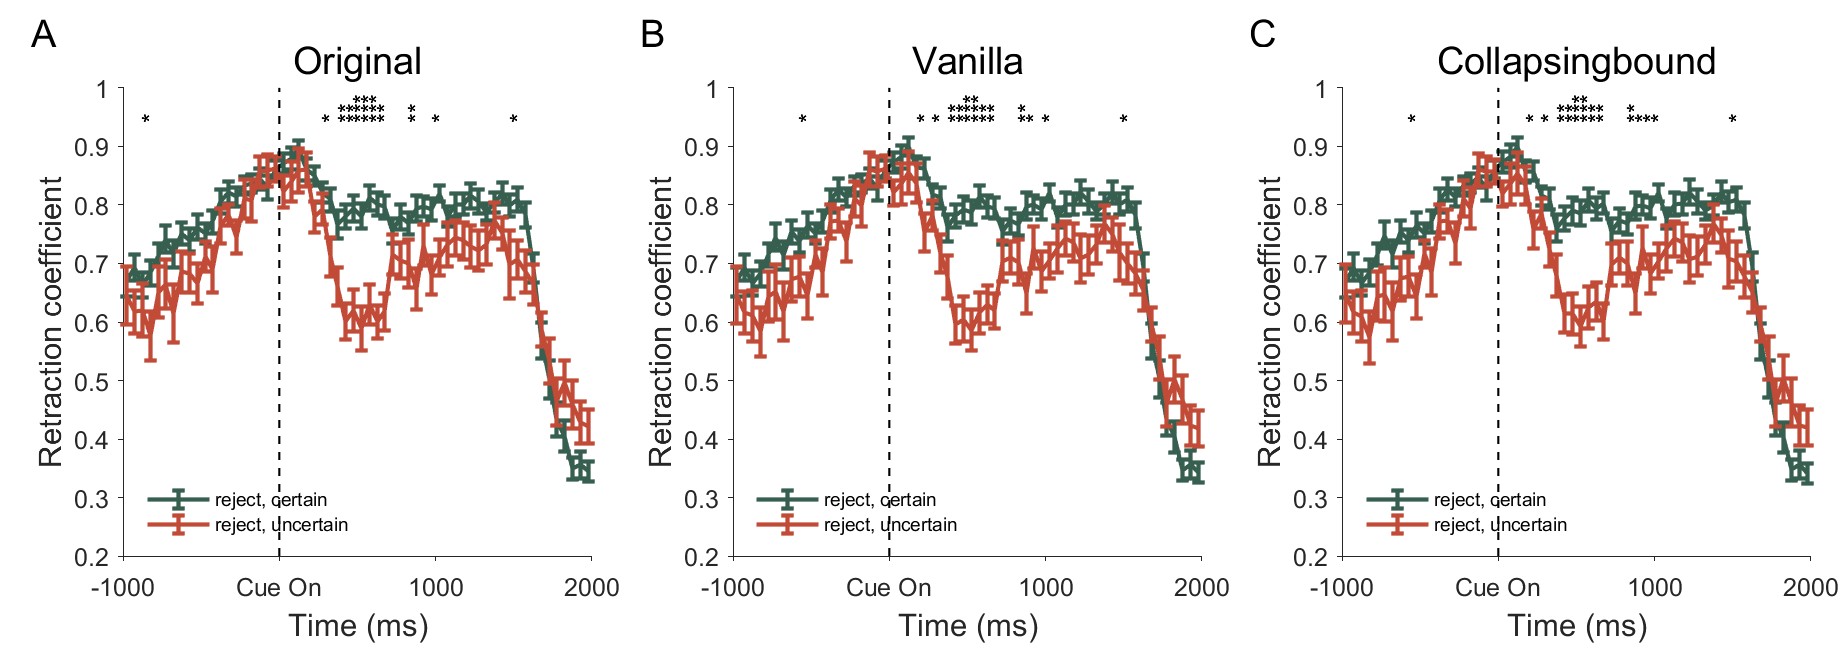 A
Original
Retraction coefficient
1
0.9
0.8
0.7
0.6
0.5
0.4
0.3
0.2
reject, certain
reject, uncertain
-1000
Cue On
1000
2000
Time (ms)
B
Vanilla
Retraction coefficient
1
0.9
0.8
0.7
0.6
0.5
0.4
0.3
0.2
reject, certain
reject, uncertain
-1000
Cue On
1000
2000
Time (ms)
C
Collapsingbound
Retraction coefficient
1
0.9
0.8
0.7
0.6
0.5
0.4
0.3
0.2
reject, certain
reject, uncertain
-1000
Cue On
1000
2000
Time (ms)